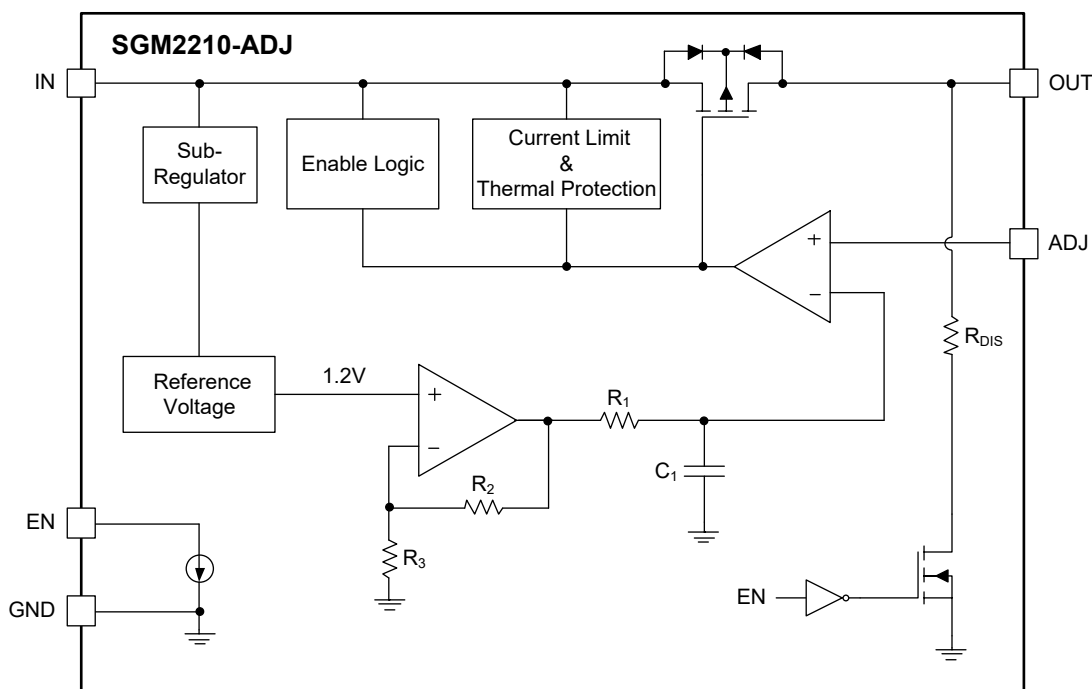 SGM2210-ADJ
IN
OUT
Sub-
Regulator
Enable Logic
Current Limit
&
Thermal Protection
+
−
ADJ
RDIS
Reference
Voltage
1.2V
+
−
R1
R2
C1
R3
EN
GND
EN